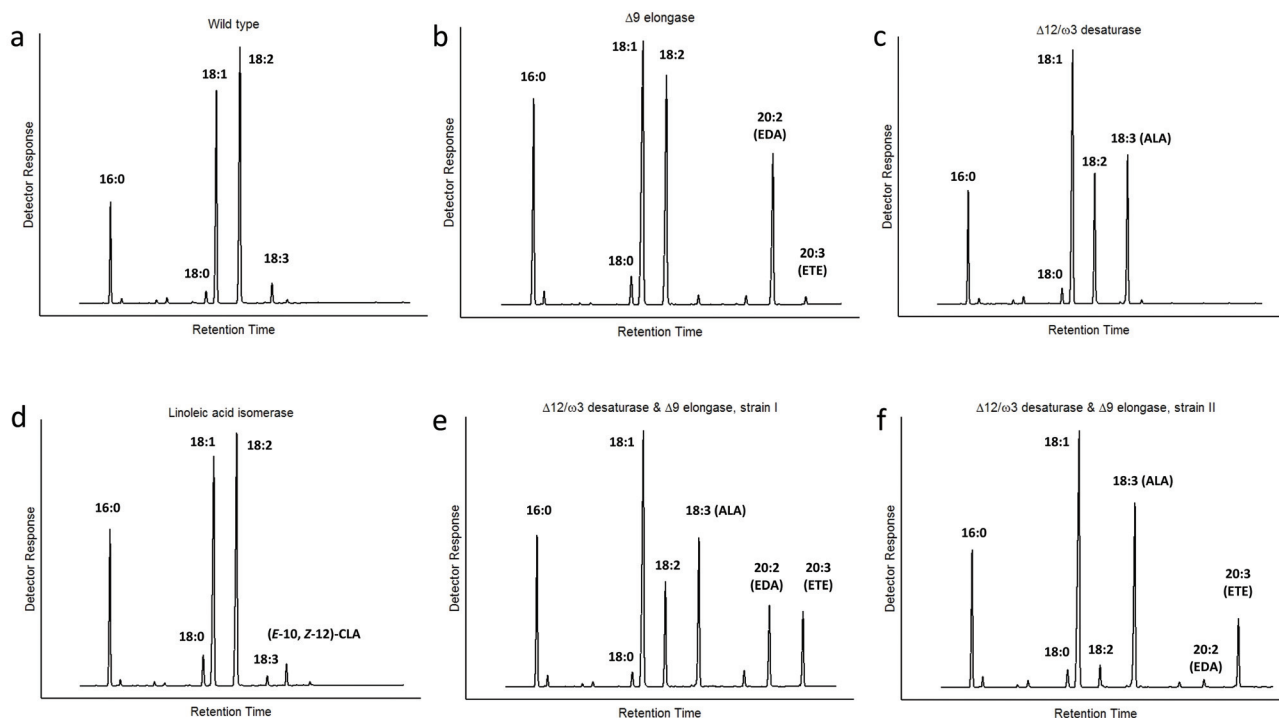 a
Wild type
18:2
18:1
16:0
18:0
18:3
Detector Response
Retention Time
b
Δ9 elongase
18:1
18:2
16:0
20:2
(EDA)
18:0
20:3
(ETE)
Detector Response
Retention Time
c
Δ12/ω3 desaturase
18:1
18:3 (ALA)
18:2
16:0
18:0
Detector Response
Retention Time
d
Linoleic acid isomerase
18:1
18:2
16:0
18:0
(E-10, Z-12)-CLA
18:3
Detector Response
Retention Time
e
Δ12/ω3 desaturase & Δ9 elongase, strain I
18:1
16:0
18:3 (ALA)
18:2
20:2
(EDA)
20:3
(ETE)
18:0
Detector Response
Retention Time
f
Δ12/ω3 desaturase & Δ9 elongase, strain II
18:1
18:3 (ALA)
16:0
20:3
(ETE)
18:0
18:2
20:2
(EDA)
Detector Response
Retention Time